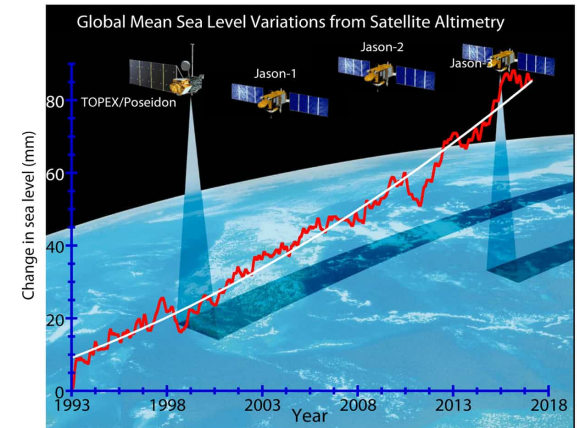 Global Mean Sea Level Variations from Satellite Altimetry
Jason-2
Jason-3
Jason-1
TOPEX/Poseidon
Change in sea level (mm)
80
60
40
20
0
1993
1998
2003
2008
2013
2018
Year